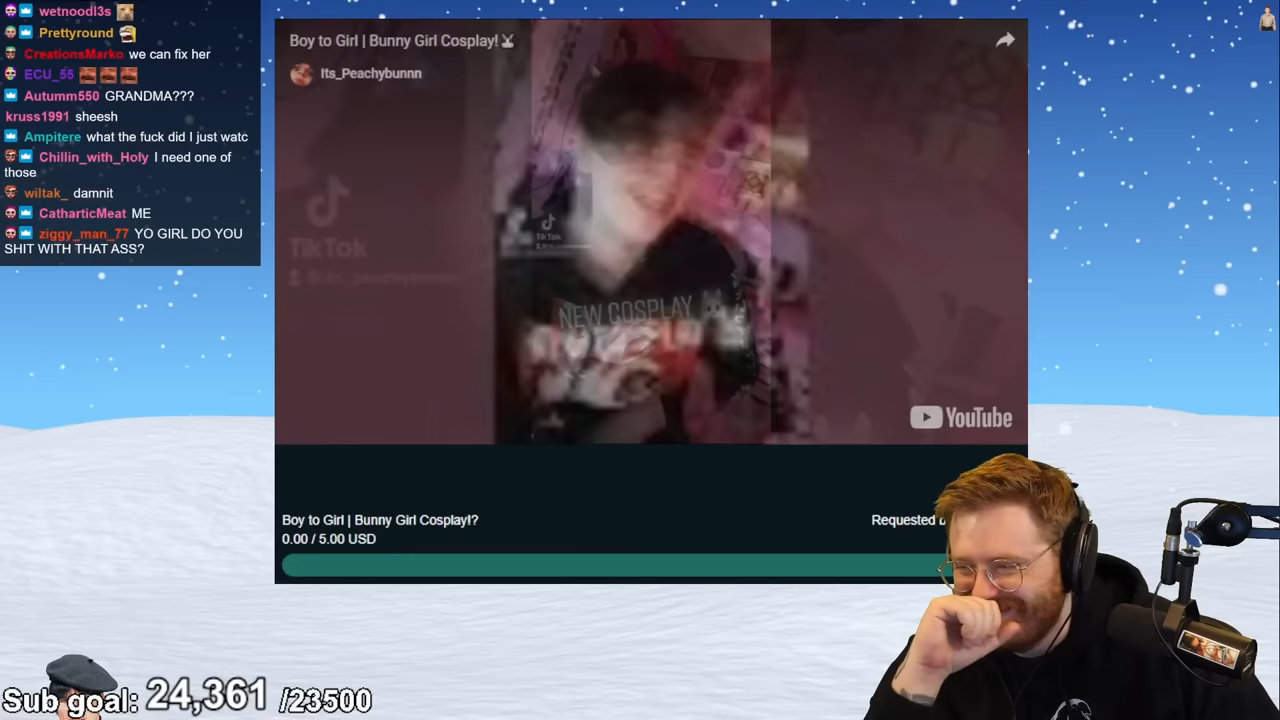 wetnoodl3s
Prettyround
CreationsMarko we can fix her
ECU_55
Autumm550 GRANDMA???
kruss1991 sheesh
Ampitere what the fuck did I just watc
Chillin_with_Holy I need one of
those
wiltak_ damnit
CatharticMeat ME
ziggy_man_77 YO GIRL DO YOU
SHIT WITH THAT ASS?
Boy to Girl | Bunny Girl Cosplay!
Its_Peachybunnn
TikTok
TikTok
NEW COSPLAY
YouTube
Boy to Girl | Bunny Girl Cosplay!?
Requested
0.00 / 5.00 USD
Sub goal: 24,361 /23500